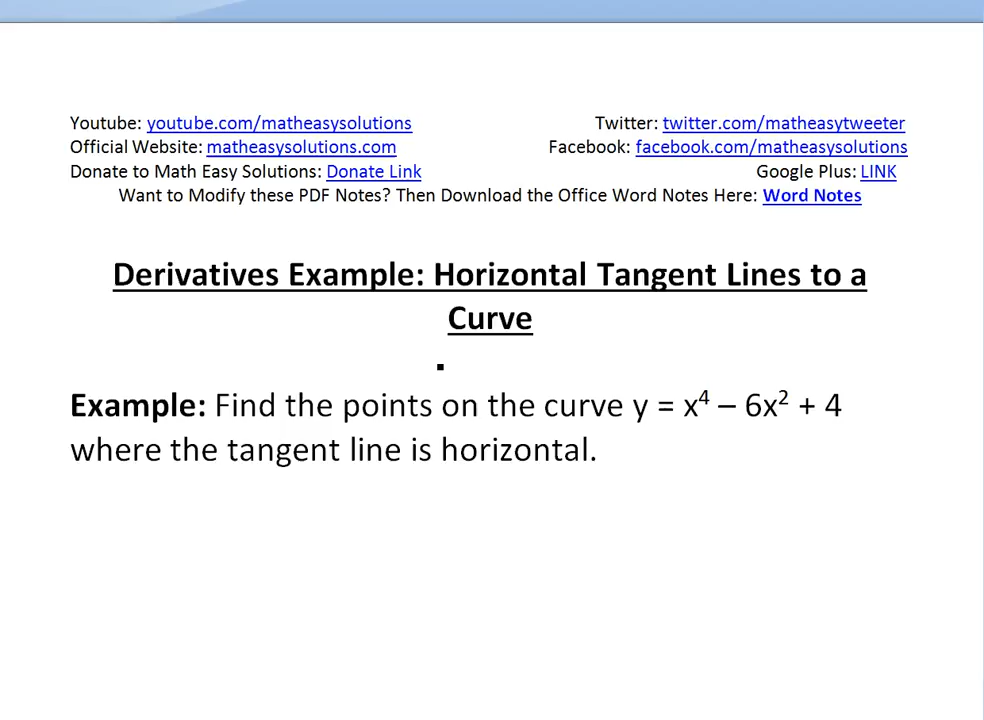 Youtube: youtube.com/matheasysolutions Twitter: twitter.com/matheasytweeter
Official Website: matheasysolutions.com Facebook: facebook.com/matheasysolutions
Donate to Math Easy Solutions: Donate Link Google Plus: LINK
Want to Modify these PDF Notes? Then Download the Office Word Notes Here: Word Notes
Derivatives Example: Horizontal Tangent Lines to a
Curve
Example: Find the points on the curve y = x⁴ – 6x² + 4
where the tangent line is horizontal.